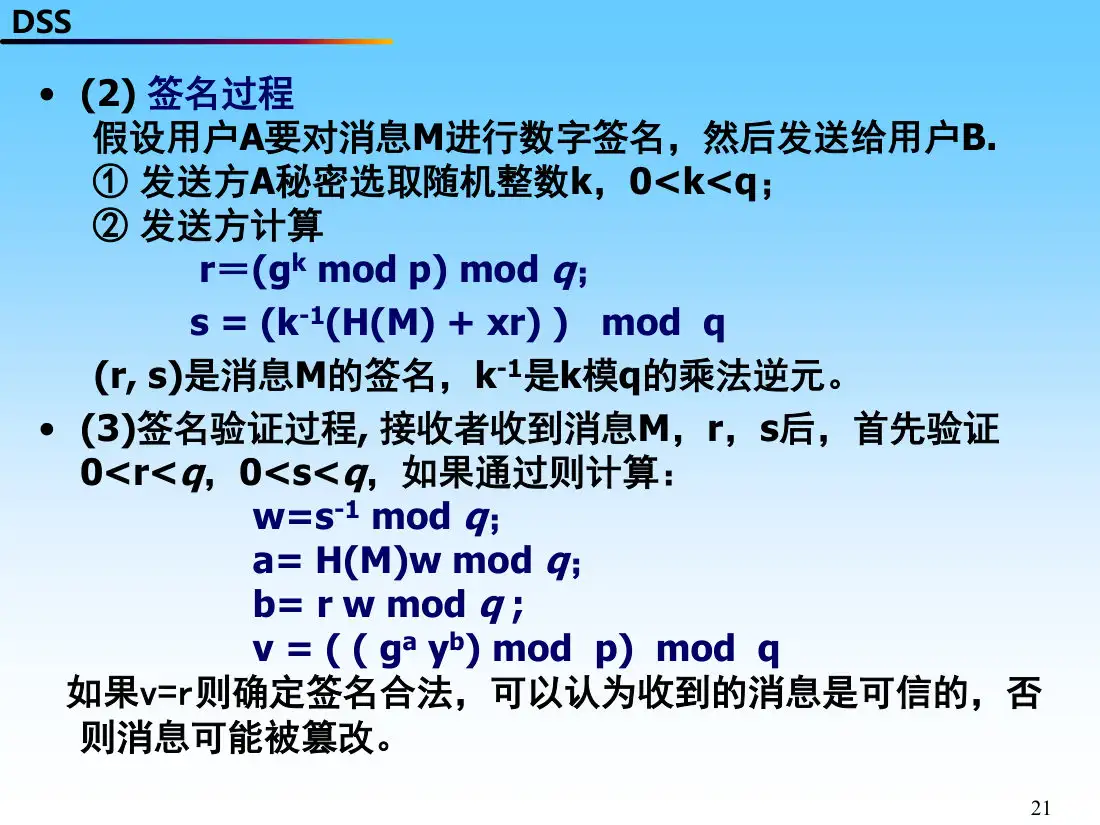 DSS
• (2) 签名过程
假设用户A要对消息M进行数字签名，然后发送给用户B.
① 发送方A秘密选取随机整数k，0<k<q；
② 发送方计算
r＝(gᵏ mod p) mod q；
s = (k⁻¹(H(M) + xr) ) mod q
(r, s)是消息M的签名，k⁻¹是k模q的乘法逆元。
• (3)签名验证过程, 接收者收到消息M，r，s后，首先验证
0<r<q，0<s<q，如果通过则计算：
w=s⁻¹ mod q；
a= H(M)w mod q；
b= r w mod q ;
v = ( ( gᵃ yᵇ) mod p) mod q
如果v=r则确定签名合法，可以认为收到的消息是可信的，否
则消息可能被篡改。
21